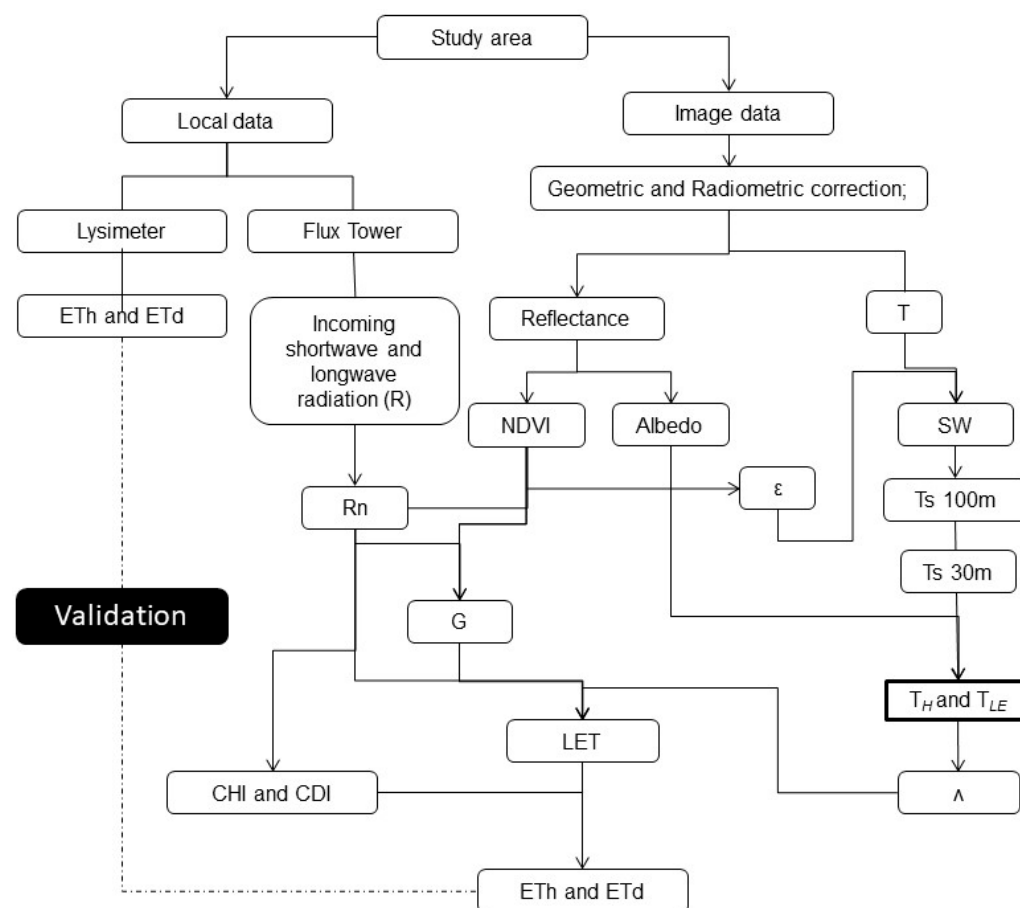 Study area
Local data
Image data
Geometric and Radiometric correction;
Lysimeter
Flux Tower
ETh and ETd
Incoming
shortwave and
longwave
radiation (R)
Reflectance
T
NDVI
Albedo
SW
Rn
ε
Ts 100m
Ts 30m
Validation
G
TH and TLE
LET
CHI and CDI
ʌ
ETh and ETd